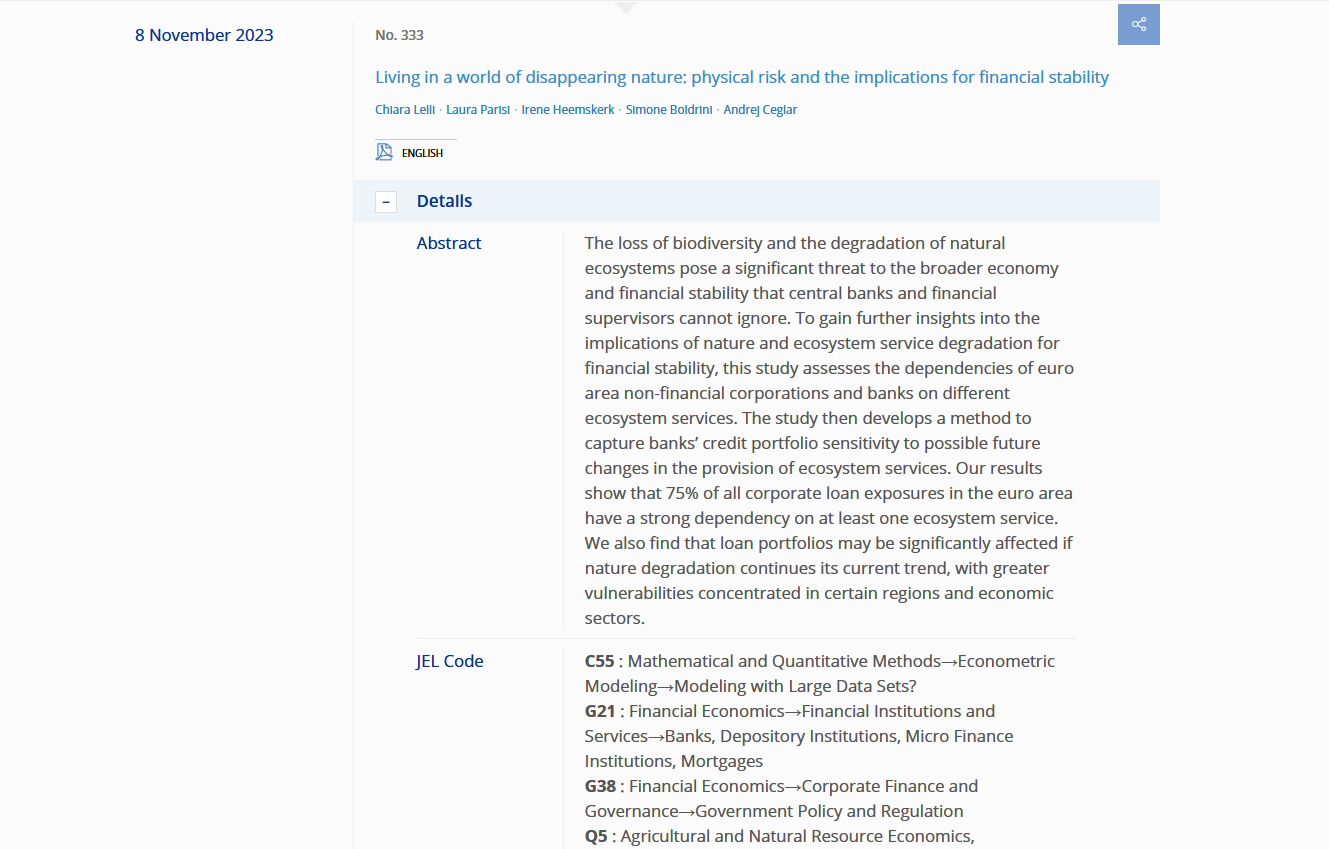 8 November 2023
No. 333
Living in a world of disappearing nature: physical risk and the implications for financial stability
Chiara Lelli · Laura Parisi · Irene Heemskerk · Simone Boldrini · Andrej Ceglar
ENGLISH
− Details
Abstract
The loss of biodiversity and the degradation of natural
ecosystems pose a significant threat to the broader economy
and financial stability that central banks and financial
supervisors cannot ignore. To gain further insights into the
implications of nature and ecosystem service degradation for
financial stability, this study assesses the dependencies of euro
area non-financial corporations and banks on different
ecosystem services. The study then develops a method to
capture banks’ credit portfolio sensitivity to possible future
changes in the provision of ecosystem services. Our results
show that 75% of all corporate loan exposures in the euro area
have a strong dependency on at least one ecosystem service.
We also find that loan portfolios may be significantly affected if
nature degradation continues its current trend, with greater
vulnerabilities concentrated in certain regions and economic
sectors.
JEL Code
C55 : Mathematical and Quantitative Methods→Econometric
Modeling→Modeling with Large Data Sets?
G21 : Financial Economics→Financial Institutions and
Services→Banks, Depository Institutions, Micro Finance
Institutions, Mortgages
G38 : Financial Economics→Corporate Finance and
Governance→Government Policy and Regulation
Q5 : Agricultural and Natural Resource Economics,